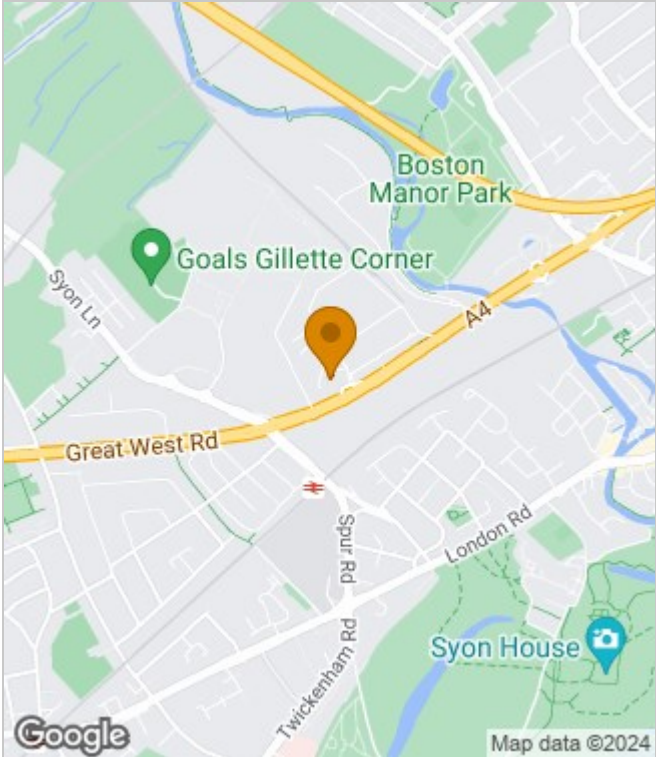 Boston
Manor Park
Goals Gillette Corner
Syon Ln
A4
Great West Rd
Spur Rd
London Rd
Syon House
Twickenham Rd
Google
Map data ©2024